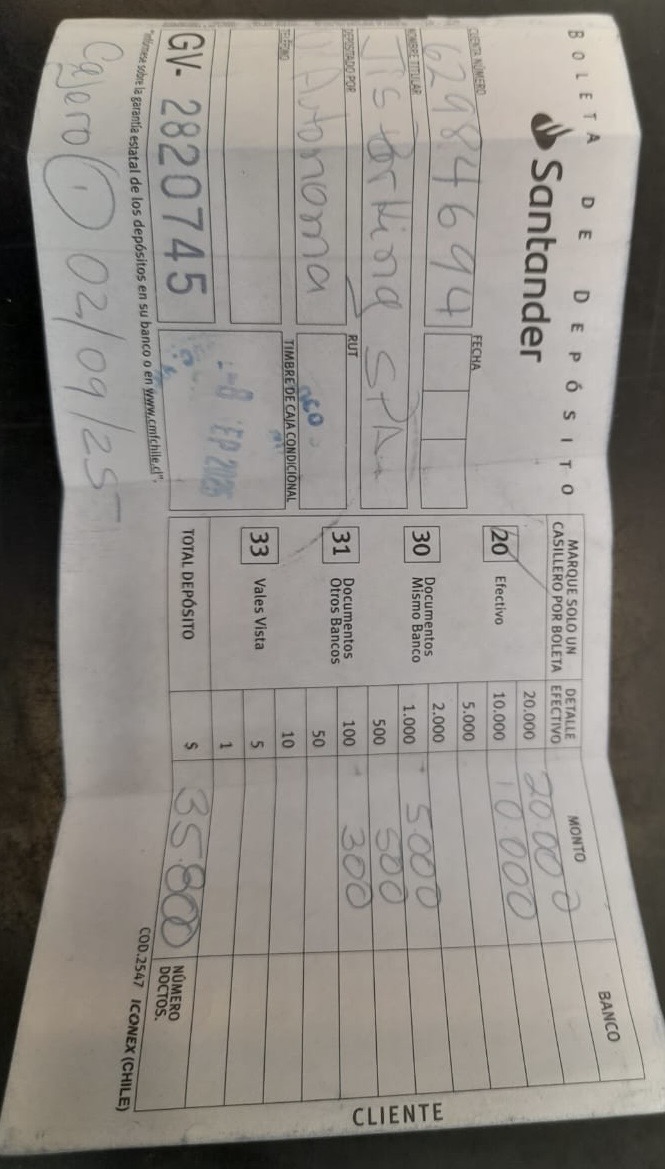 BOLETA DE DEPÓSITO
Santander
CUENTA NÚMERO
FECHA
62984694
NOMBRE TITULAR
SPA
DEPOSITADO POR
RUT
Autonoma
TELÉFONO
TIMBRE DE CAJA CONDICIONAL
GV- 2820745
"Infórmese sobre la garantía estatal de los depósitos en su banco o en www.cmfchile.cl".
Cajero 1 02/09/25
MARQUE SOLO UN CASILLERO POR BOLETA
20 Efectivo
30 Documentos Mismo Banco
31 Documentos Otros Bancos
33 Vales Vista
TOTAL DEPÓSITO
DETALLE EFECTIVO MONTO BANCO
20.000 20.000
10.000 10.000
5.000
2.000
1.000 5000
500 500
100 300
50
10
5
1
$ 35.800
NÚMERO DOCTOS.
COD.2547 ICONEX (CHILE)
CLIENTE